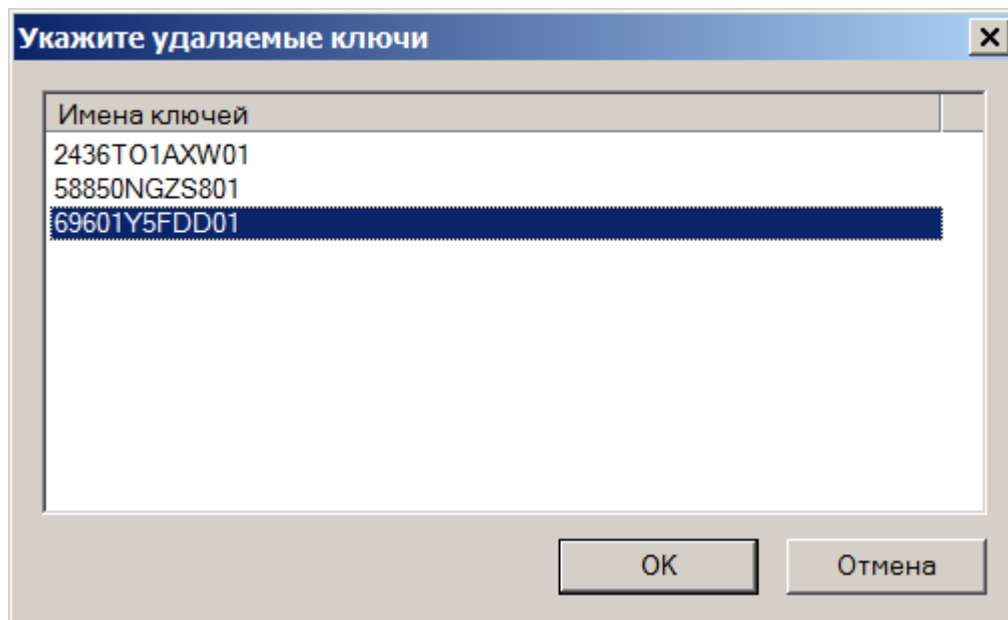 Укажите удаляемые ключи
Имена ключей
2436TO1AXW01
58850NGZS801
69601Y5FDD01
OK
Отмена